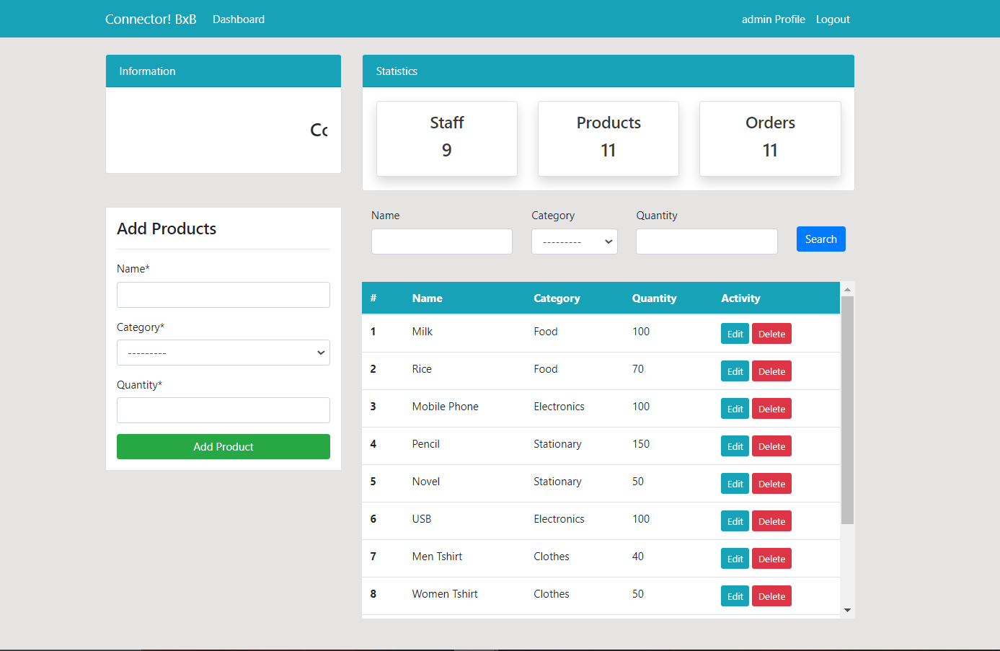 Connector! BxB Dashboard admin Profile Logout
Information
Co
Statistics
Staff
9
Products
11
Orders
11
Add Products
Name*
Category*
---------
Quantity*
Add Product
Name
Category
---------
Quantity
Search
# Name Category Quantity Activity
1 Milk Food 100 Edit Delete
2 Rice Food 70 Edit Delete
3 Mobile Phone Electronics 100 Edit Delete
4 Pencil Stationary 150 Edit Delete
5 Novel Stationary 50 Edit Delete
6 USB Electronics 100 Edit Delete
7 Men Tshirt Clothes 40 Edit Delete
8 Women Tshirt Clothes 50 Edit Delete